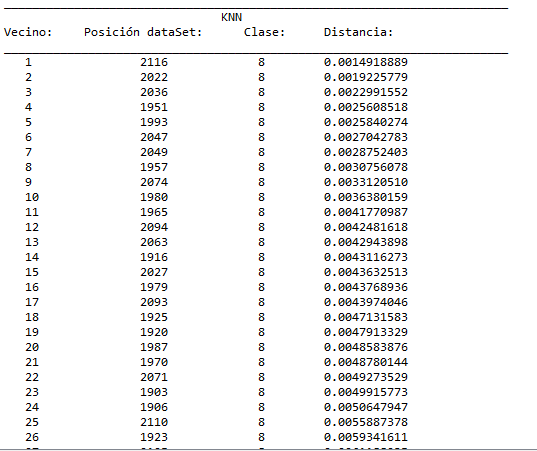 KNN
Vecino: Posición dataSet: Clase: Distancia:
1 2116 8 0.0014918889
2 2022 8 0.0019225779
3 2036 8 0.0022991552
4 1951 8 0.0025608518
5 1993 8 0.0025840274
6 2047 8 0.0027042783
7 2049 8 0.0028752403
8 1957 8 0.0030756078
9 2074 8 0.0033120510
10 1980 8 0.0036380159
11 1965 8 0.0041770987
12 2094 8 0.0042481618
13 2063 8 0.0042943898
14 1916 8 0.0043116273
15 2027 8 0.0043632513
16 1979 8 0.0043768936
17 2093 8 0.0043974046
18 1925 8 0.0047131583
19 1920 8 0.0047913329
20 1987 8 0.0048583876
21 1970 8 0.0048780144
22 2071 8 0.0049273529
23 1903 8 0.0049915773
24 1906 8 0.0050647947
25 2110 8 0.0055887378
26 1923 8 0.0059341611